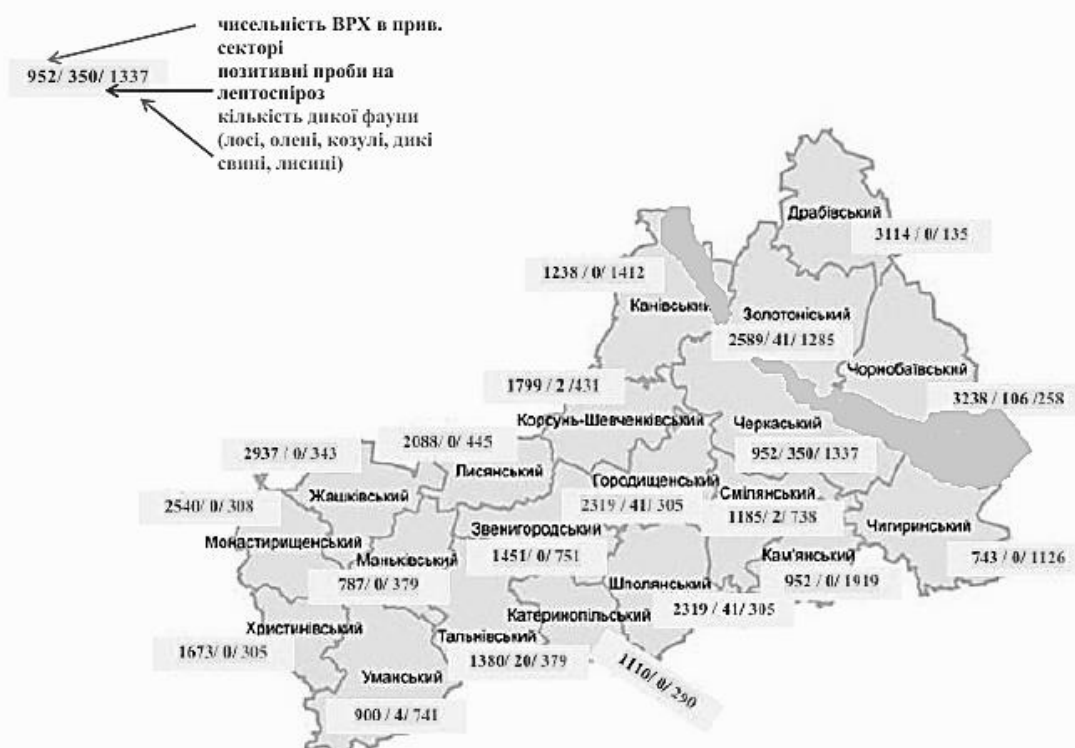 чисельність ВРХ в прив.
секторі
952/ 350/ 1337
позитивні проби на
лептоспіроз
кількість дикої фауни
(лосі, олені, козулі, дикі
свині, лисиці)
Драбівський
3114 / 0/ 135
1238 / 0/ 1412
Канівський
Золотоніський
2589/ 41/ 1285
Чорнобаївський
3238 / 106 /258
1799 / 2 /431
Корсунь-Шевченківський
Черкаський
952/ 350/ 1337
2088/ 0/ 445
2937 / 0/ 343
Лисянський
Городищенський
Жашківський
Смілянський
2540/ 0/ 308
2319 / 41/ 305
1185/ 2/ 738
Звенигородський
Чигиринський
Монастирищенський
Маньківський
1451/ 0/ 751
Кам'янський
743 / 0/ 1126
787/ 0/ 379
Шполянський
952 / 0/ 1919
Катеринопільський
2319 / 41/ 305
Христинівський
Тальнівський
1673/ 0/ 305
1380/ 20/ 379
1110/ 0/ 290
Уманський
900 / 4/ 741